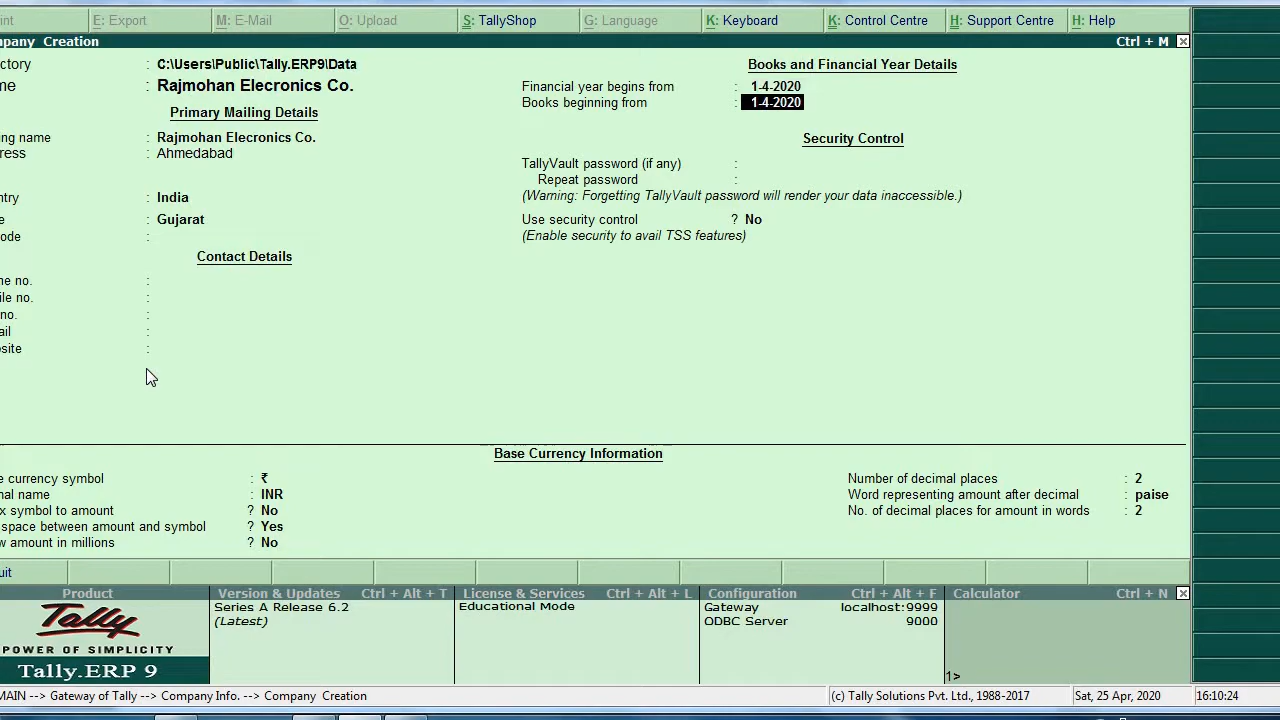 int
E: Export
M: E-Mail
O: Upload
S: TallyShop
G: Language
K: Keyboard
K: Control Centre
H: Support Centre
H: Help
mpany Creation
Ctrl + M
ctory : C:\Users\Public\Tally.ERP9\Data
me : Rajmohan Elecronics Co.
Primary Mailing Details
ing name : Rajmohan Elecronics Co.
ress : Ahmedabad
ntry : India
e : Gujarat
ode :
Contact Details
ne no. :
ile no. :
no. :
ail :
site :
Books and Financial Year Details
Financial year begins from : 1-4-2020
Books beginning from : 1-4-2020
Security Control
TallyVault password (if any) :
Repeat password :
(Warning: Forgetting TallyVault password will render your data inaccessible.)
Use security control ? No
(Enable security to avail TSS features)
Base Currency Information
e currency symbol : ₹
nal name : INR
x symbol to amount ? No
space between amount and symbol ? Yes
w amount in millions ? No
Number of decimal places : 2
Word representing amount after decimal : paise
No. of decimal places for amount in words : 2
uit
Product
Tally
POWER OF SIMPLICITY
Tally.ERP 9
Version & Updates Ctrl + Alt + T
Series A Release 6.2
(Latest)
License & Services Ctrl + Alt + L
Educational Mode
Configuration Ctrl + Alt + F
Gateway localhost:9999
ODBC Server 9000
Calculator Ctrl + N
1>
MAIN --> Gateway of Tally --> Company Info. --> Company Creation
(c) Tally Solutions Pvt. Ltd., 1988-2017
Sat, 25 Apr, 2020
16:10:24